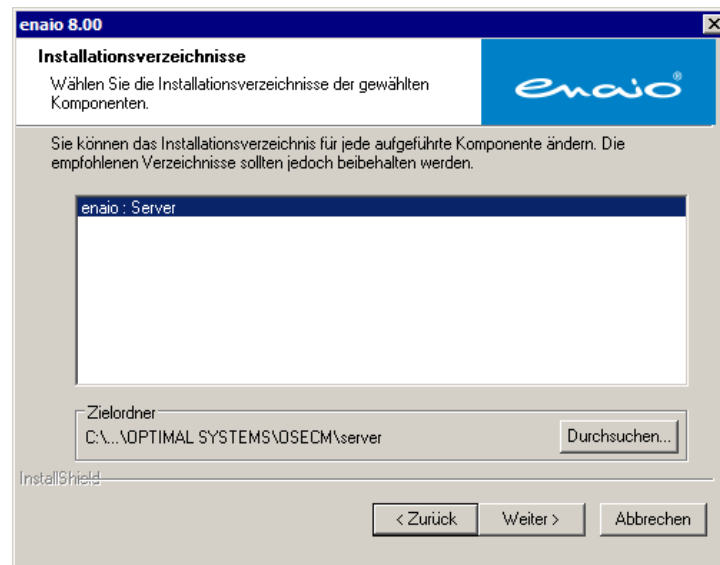 enaio 8.00
Installationsverzeichnisse
Wählen Sie die Installationsverzeichnisse der gewählten
Komponenten.
enaio®
Sie können das Installationsverzeichnis für jede aufgeführte Komponente ändern. Die
empfohlenen Verzeichnisse sollten jedoch beibehalten werden.
enaio : Server
Zielordner
C:\...\OPTIMAL SYSTEMS\OSECM\server
Durchsuchen...
InstallShield
< Zurück
Weiter >
Abbrechen